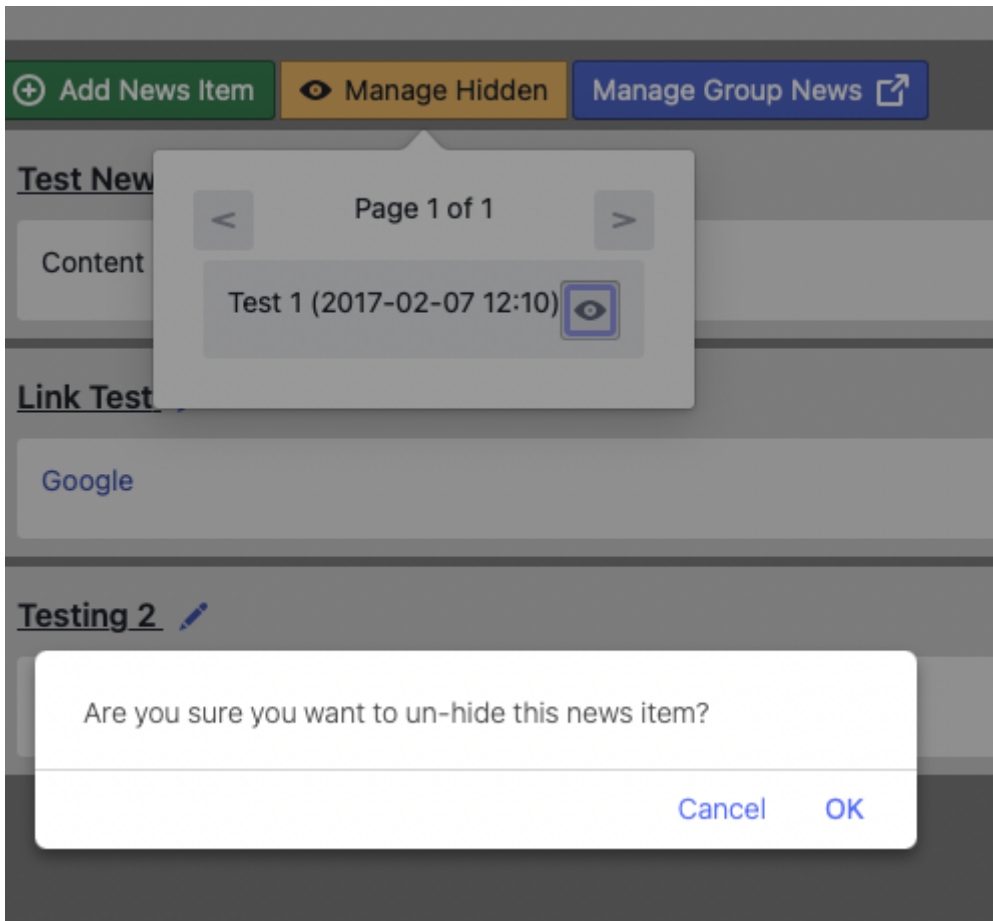 Add News Item Manage Hidden Manage Group News
Test New
< Page 1 of 1 >
Content
Test 1 (2017-02-07 12:10)
Link Test
Google
Testing 2
Are you sure you want to un-hide this news item?
Cancel OK